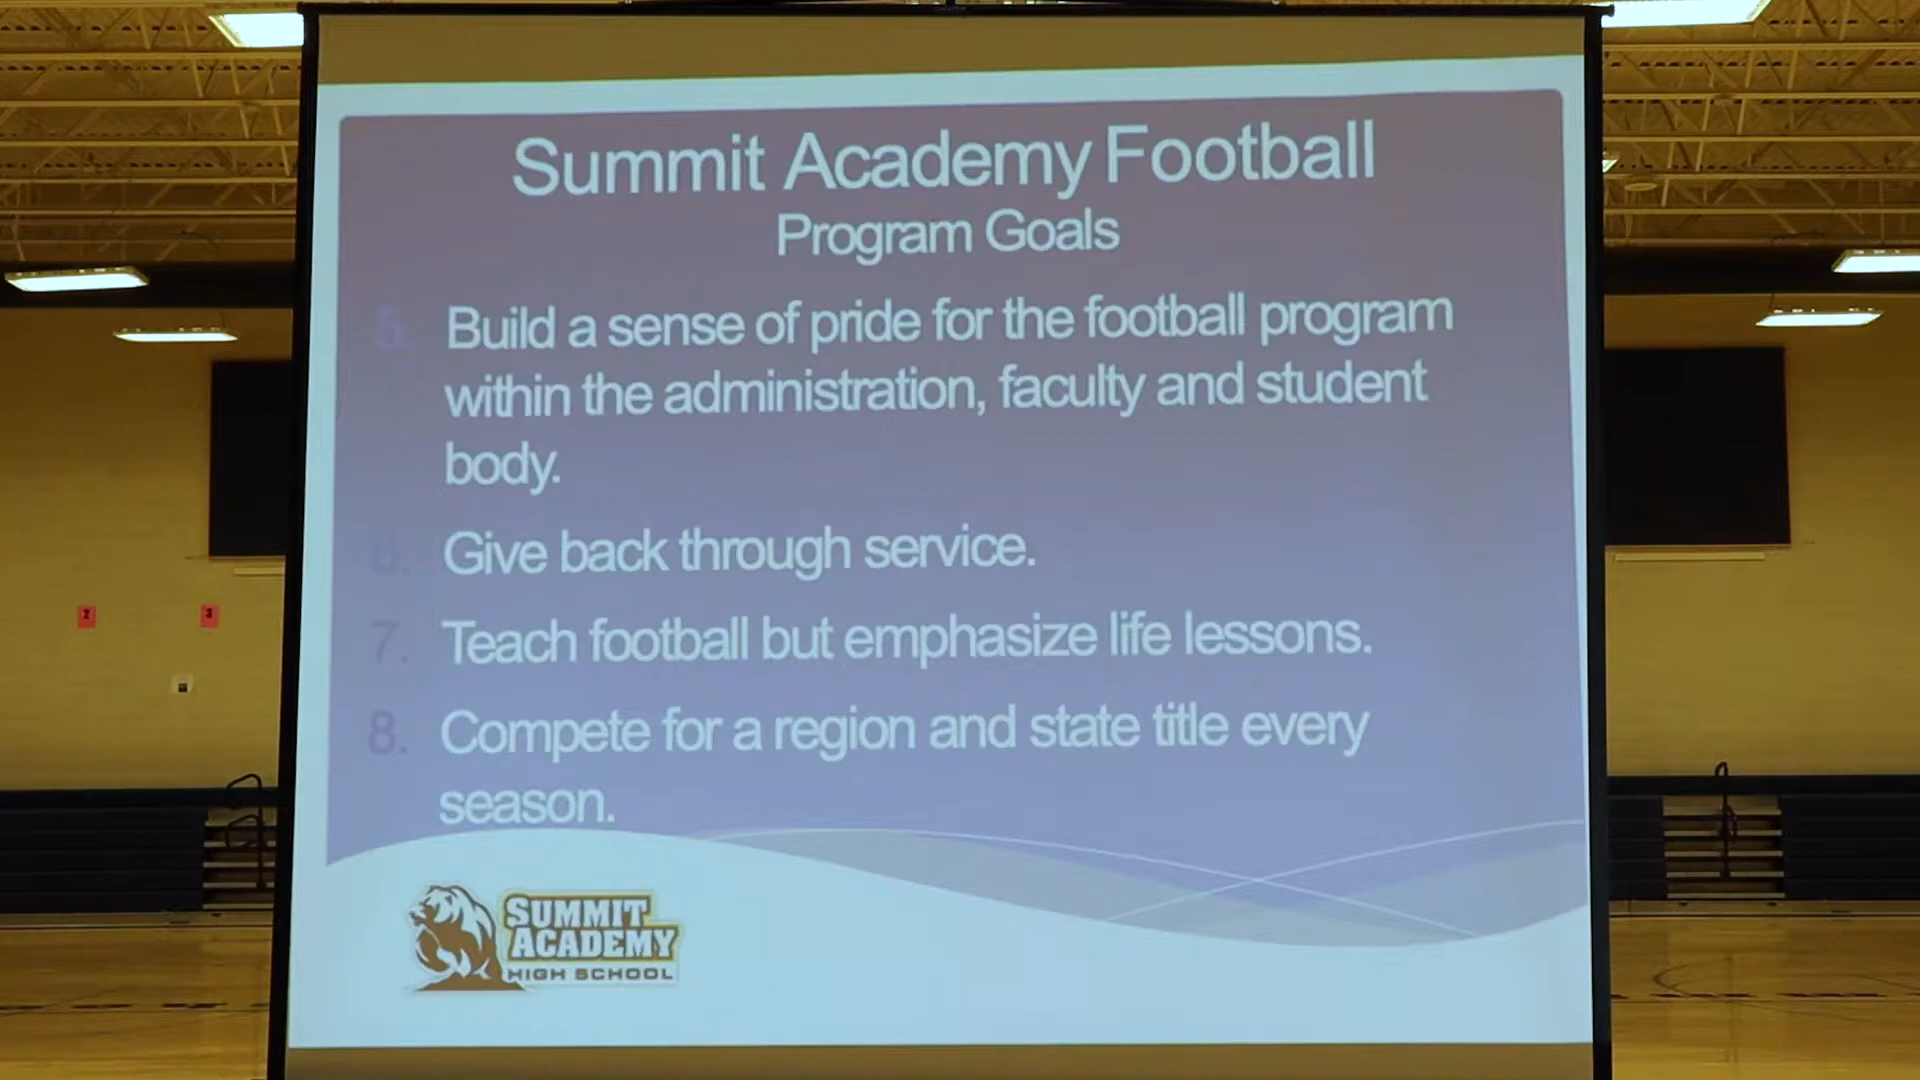 Summit Academy Football
Program Goals
5. Build a sense of pride for the football program
within the administration, faculty and student
body.
6. Give back through service.
7. Teach football but emphasize life lessons.
8. Compete for a region and state title every
season.
SUMMIT
ACADEMY
HIGH SCHOOL
2
3